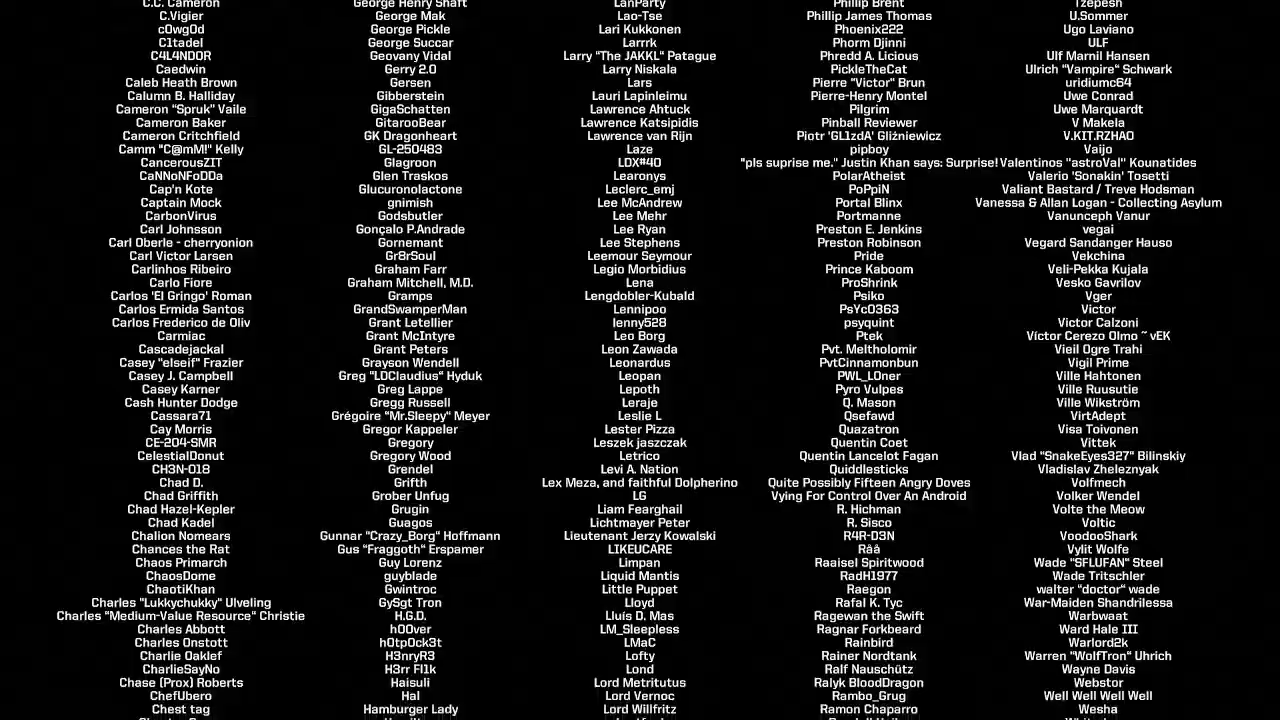 C.C. Cameron
C.Vigier
c0wg0d
C1tadel
C4L4ND0R
Caedwin
Caleb Heath Brown
Calumn B. Halliday
Cameron "Spruk" Vaile
Cameron Baker
Cameron Critchfield
Camm "C@mM!" Kelly
CancerousZIT
CaNNoNFoDDa
Cap'n Kote
Captain Mock
CarbonVirus
Carl Johnsson
Carl Oberle - cherryonion
Carl Victor Larsen
Carlinhos Ribeiro
Carlo Fiore
Carlos 'El Gringo' Roman
Carlos Ermida Santos
Carlos Frederico de Oliv
Carmiac
Cascadejackal
Casey "elseif" Frazier
Casey J. Campbell
Casey Karner
Cash Hunter Dodge
Cassara71
Cay Morris
CE-204-SMR
CelestialDonut
CH3N-018
Chad D.
Chad Griffith
Chad Hazel-Kepler
Chad Kadel
Chalion Nomears
Chances the Rat
Chaos Primarch
ChaosDome
ChaotiKhan
Charles "Lukkychukky" Ulveling
Charles "Medium-Value Resource" Christie
Charles Abbott
Charles Onstott
Charlie Oaklef
CharlieSayNo
Chase (Prox) Roberts
ChefUbero
Chest tag
George Henry Shaft
George Mak
George Pickle
George Succar
Geovany Vidal
Gerry 2.0
Gersen
Gibberstein
GigaSchatten
GitarooBear
GK Dragonheart
GL-250483
Glagroon
Glen Traskos
Glucuronolactone
gnimish
Godsbutler
Gonçalo P.Andrade
Gornemant
Gr8rSoul
Graham Farr
Graham Mitchell, M.D.
Gramps
GrandSwamperMan
Grant Letellier
Grant McIntyre
Grant Peters
Grayson Wendell
Greg "LDClaudius" Hyduk
Greg Lappe
Gregg Russell
Grégoire "Mr.Sleepy" Meyer
Gregor Kappeler
Gregory
Gregory Wood
Grendel
Grifth
Grober Unfug
Grugin
Guagos
Gunnar "Crazy_Borg" Hoffmann
Gus "Fraggoth" Erspamer
Guy Lorenz
guyblade
Gwintroc
GySgt Tron
H.G.D.
h00ver
h0tp0ck3t
H3nryR3
H3rr Fl1k
Haisuli
Hal
Hamburger Lady
LanParty
Lao-Tse
Lari Kukkonen
Larrrk
Larry "The JAKKL" Patague
Larry Niskala
Lars
Lauri Lapinleimu
Lawrence Ahtuck
Lawrence Katsipidis
Lawrence van Rijn
Laze
LDX#40
Learonys
Leclerc_emj
Lee McAndrew
Lee Mehr
Lee Ryan
Lee Stephens
Leemour Seymour
Legio Morbidius
Lena
Lengdobler-Kubald
Lennipoo
lenny528
Leo Borg
Leon Zawada
Leonardus
Leopan
Lepoth
Leraje
Leslie L
Lester Pizza
Leszek jaszczak
Letrico
Levi A. Nation
Lex Meza, and faithful Dolpherino
LG
Liam Fearghail
Lichtmayer Peter
Lieutenant Jerzy Kowalski
LIKEUCARE
Limpan
Liquid Mantis
Little Puppet
Lloyd
Lluís D. Mas
LM_Sleepless
LMaC
Lofty
Lond
Lord Metritutus
Lord Vernoc
Lord Willfritz
Phillip Brent
Phillip James Thomas
Phoenix222
Phorm Djinni
Phredd A. Licious
PickleTheCat
Pierre "Victor" Brun
Pierre-Henry Montel
Pilgrim
Pinball Reviewer
Piotr 'GL1zdA' Gliźniewicz
pipboy
"pls suprise me." Justin Khan says: Surprise!
PolarAtheist
PoPpiN
Portal Blinx
Portmanne
Preston E. Jenkins
Preston Robinson
Pride
Prince Kaboom
ProShrink
Psiko
PsYc0363
psyquint
Ptek
Pvt. Meltholomir
PvtCinnamonbun
PWL_L0ner
Pyro Vulpes
Q. Mason
Qsefawd
Quazatron
Quentin Coet
Quentin Lancelot Fagan
Quiddlesticks
Quite Possibly Fifteen Angry Doves
Vying For Control Over An Android
R. Hichman
R. Sisco
R4R-D3N
Râå
Raaisel Spiritwood
RadH1977
Raegon
Rafal K. Tyc
Ragewan the Swift
Ragnar Forkbeard
Rainbird
Rainer Nordtank
Ralf Nauschütz
Ralyk BloodDragon
Rambo_Grug
Ramon Chaparro
Tzepesh
U.Sommer
Ugo Laviano
ULF
Ulf Marnil Hansen
Ulrich "Vampire" Schwark
uridiumc64
Uwe Conrad
Uwe Marquardt
V Makela
V.KIT.RZHAO
Vaijo
Valentinos "astroVal" Kounatides
Valerio 'Sonakin' Tosetti
Valiant Bastard / Treve Hodsman
Vanessa & Allan Logan - Collecting Asylum
Vanunceph Vanur
vegai
Vegard Sandanger Hauso
Vekchina
Veli-Pekka Kujala
Vesko Gavrilov
Vger
Victor
Victor Calzoni
Víctor Cerezo Olmo ~ vEK
Vieil Ogre Trahi
Vigil Prime
Ville Hahtonen
Ville Ruusutie
Ville Wikström
VirtAdept
Visa Toivonen
Vittek
Vlad "SnakeEyes327" Bilinskiy
Vladislav Zheleznyak
Volfmech
Volker Wendel
Volte the Meow
Voltic
VoodooShark
Vylit Wolfe
Wade "SFLUFAN" Steel
Wade Tritschler
walter "doctor" wade
War-Maiden Shandrilessa
Warbwaat
Ward Hale III
Warlord2k
Warren "WolfTron" Uhrich
Wayne Davis
Webstor
Well Well Well Well
Wesha